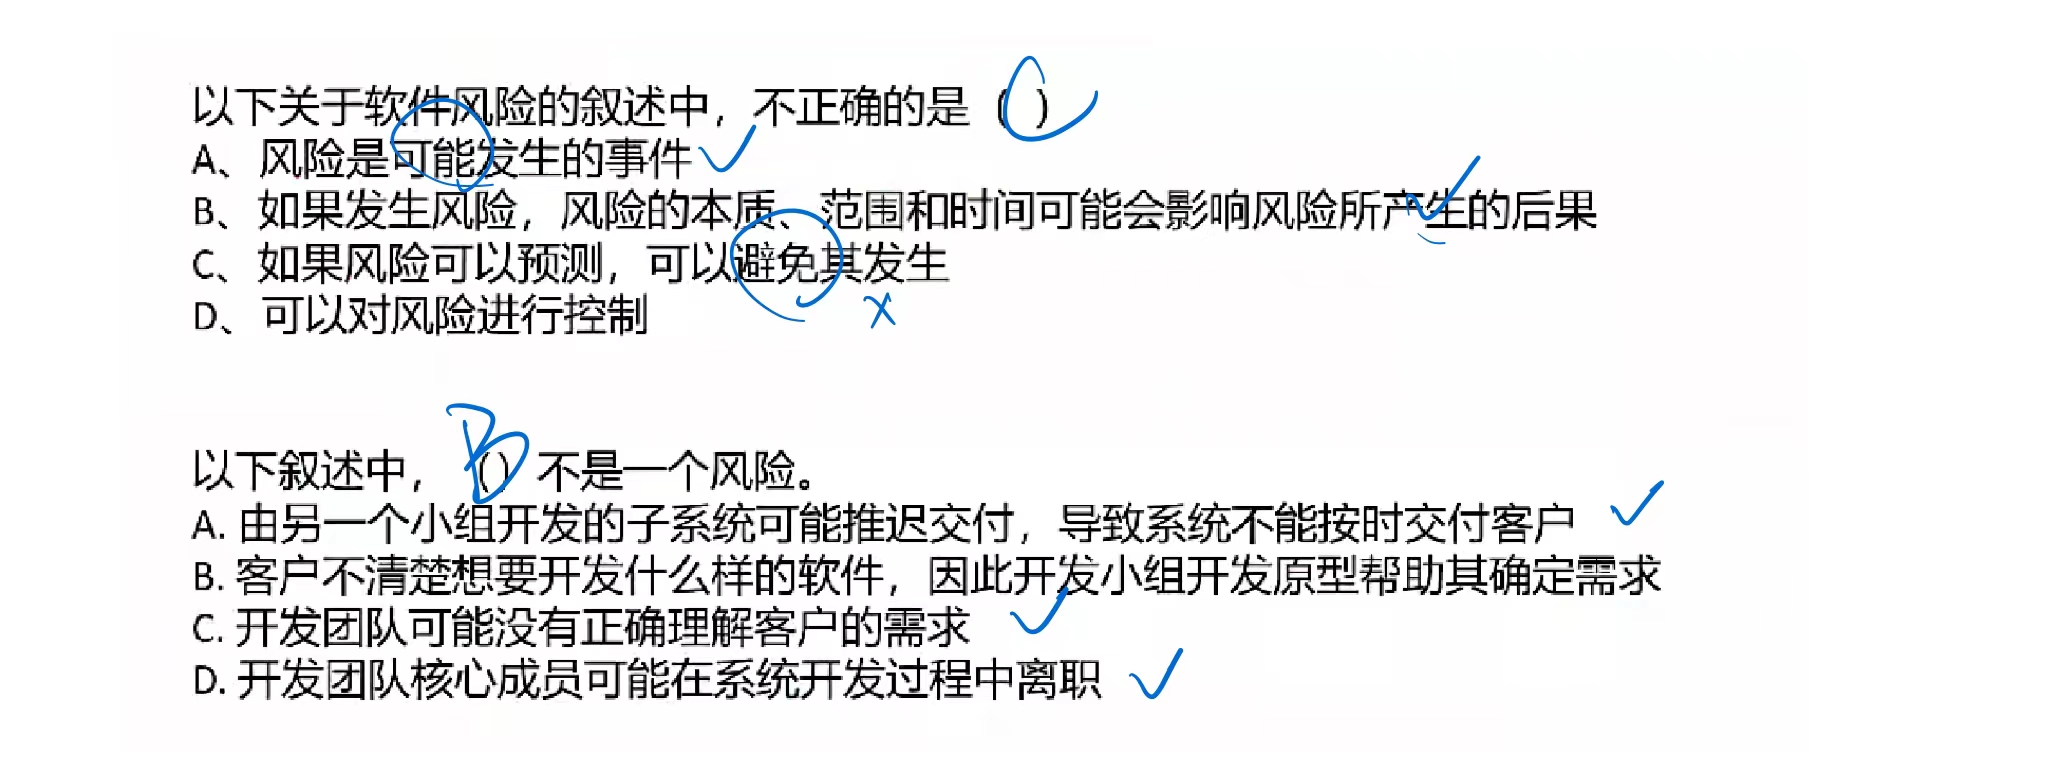 以下关于软件风险的叙述中，不正确的是（C）
A、风险是可能发生的事件 ✓
B、如果发生风险，风险的本质、范围和时间可能会影响风险所产生的后果 ✓
C、如果风险可以预测，可以避免其发生 x
D、可以对风险进行控制
以下叙述中，（B）不是一个风险。
A. 由另一个小组开发的子系统可能推迟交付，导致系统不能按时交付客户 ✓
B. 客户不清楚想要开发什么样的软件，因此开发小组开发原型帮助其确定需求
C. 开发团队可能没有正确理解客户的需求 ✓
D. 开发团队核心成员可能在系统开发过程中离职 ✓